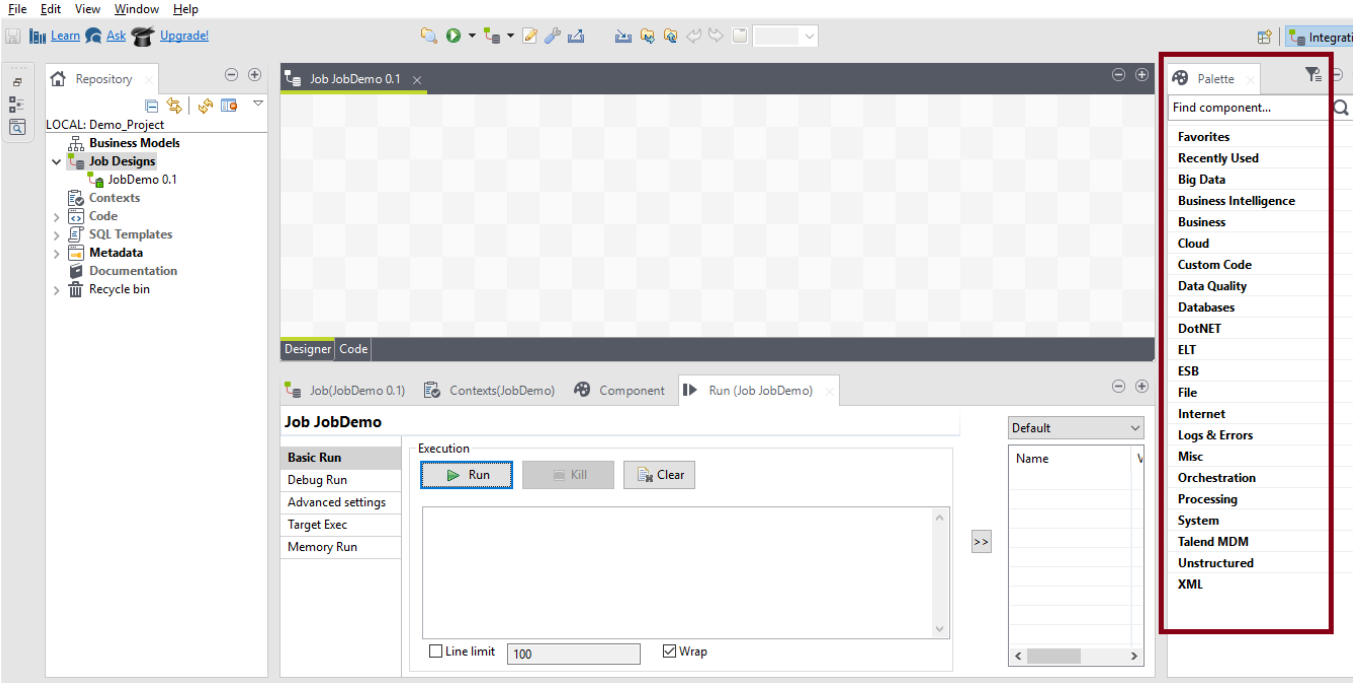 File Edit View Window Help
Learn Ask Upgrade!
Integrati
Repository
LOCAL: Demo_Project
Business Models
Job Designs
JobDemo 0.1
Contexts
Code
SQL Templates
Metadata
Documentation
Recycle bin
Job JobDemo 0.1
Designer Code
Job(JobDemo 0.1) Contexts(JobDemo) Component Run (Job JobDemo)
Job JobDemo
Basic Run
Debug Run
Advanced settings
Target Exec
Memory Run
Execution
Run Kill Clear
Line limit 100 Wrap
>>
Default
Name V
Palette
Find component...
Favorites
Recently Used
Big Data
Business Intelligence
Business
Cloud
Custom Code
Data Quality
Databases
DotNET
ELT
ESB
File
Internet
Logs & Errors
Misc
Orchestration
Processing
System
Talend MDM
Unstructured
XML